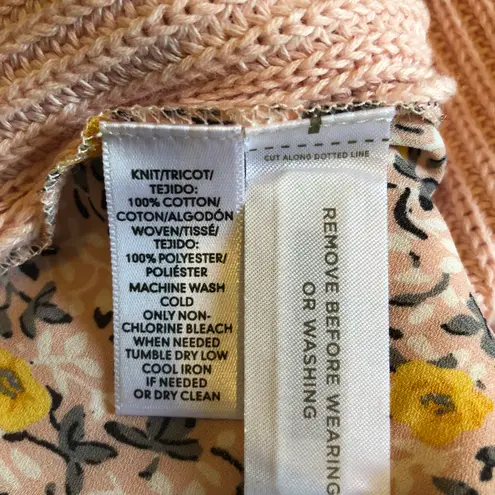 KNIT/TRICOT/
TEJIDO:
100% COTTON/
COTON/ALGODÓN
WOVEN/TISSÉ/
TEJIDO:
100% POLYESTER/
POLIÉSTER
MACHINE WASH
COLD
ONLY NON-
CHLORINE BLEACH
WHEN NEEDED
TUMBLE DRY LOW
COOL IRON
IF NEEDED
OR DRY CLEAN
CUT ALONG DOTTED LINE
REMOVE BEFORE WEARING
OR WASHING